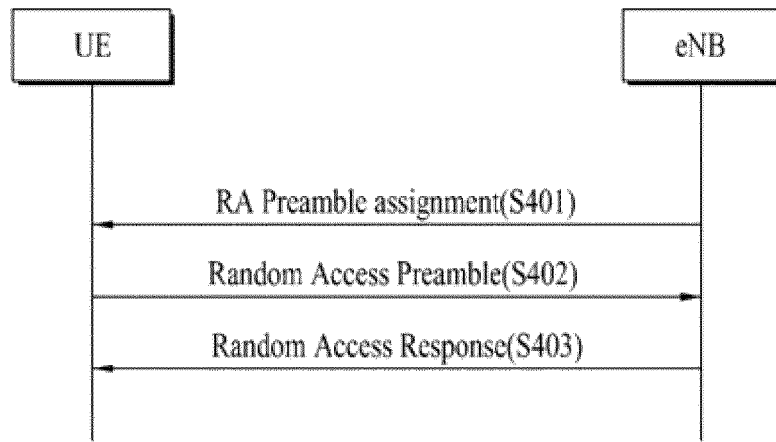 UE
eNB
RA Preamble assignment(S401)
Random Access Preamble(S402)
Random Access Response(S403)